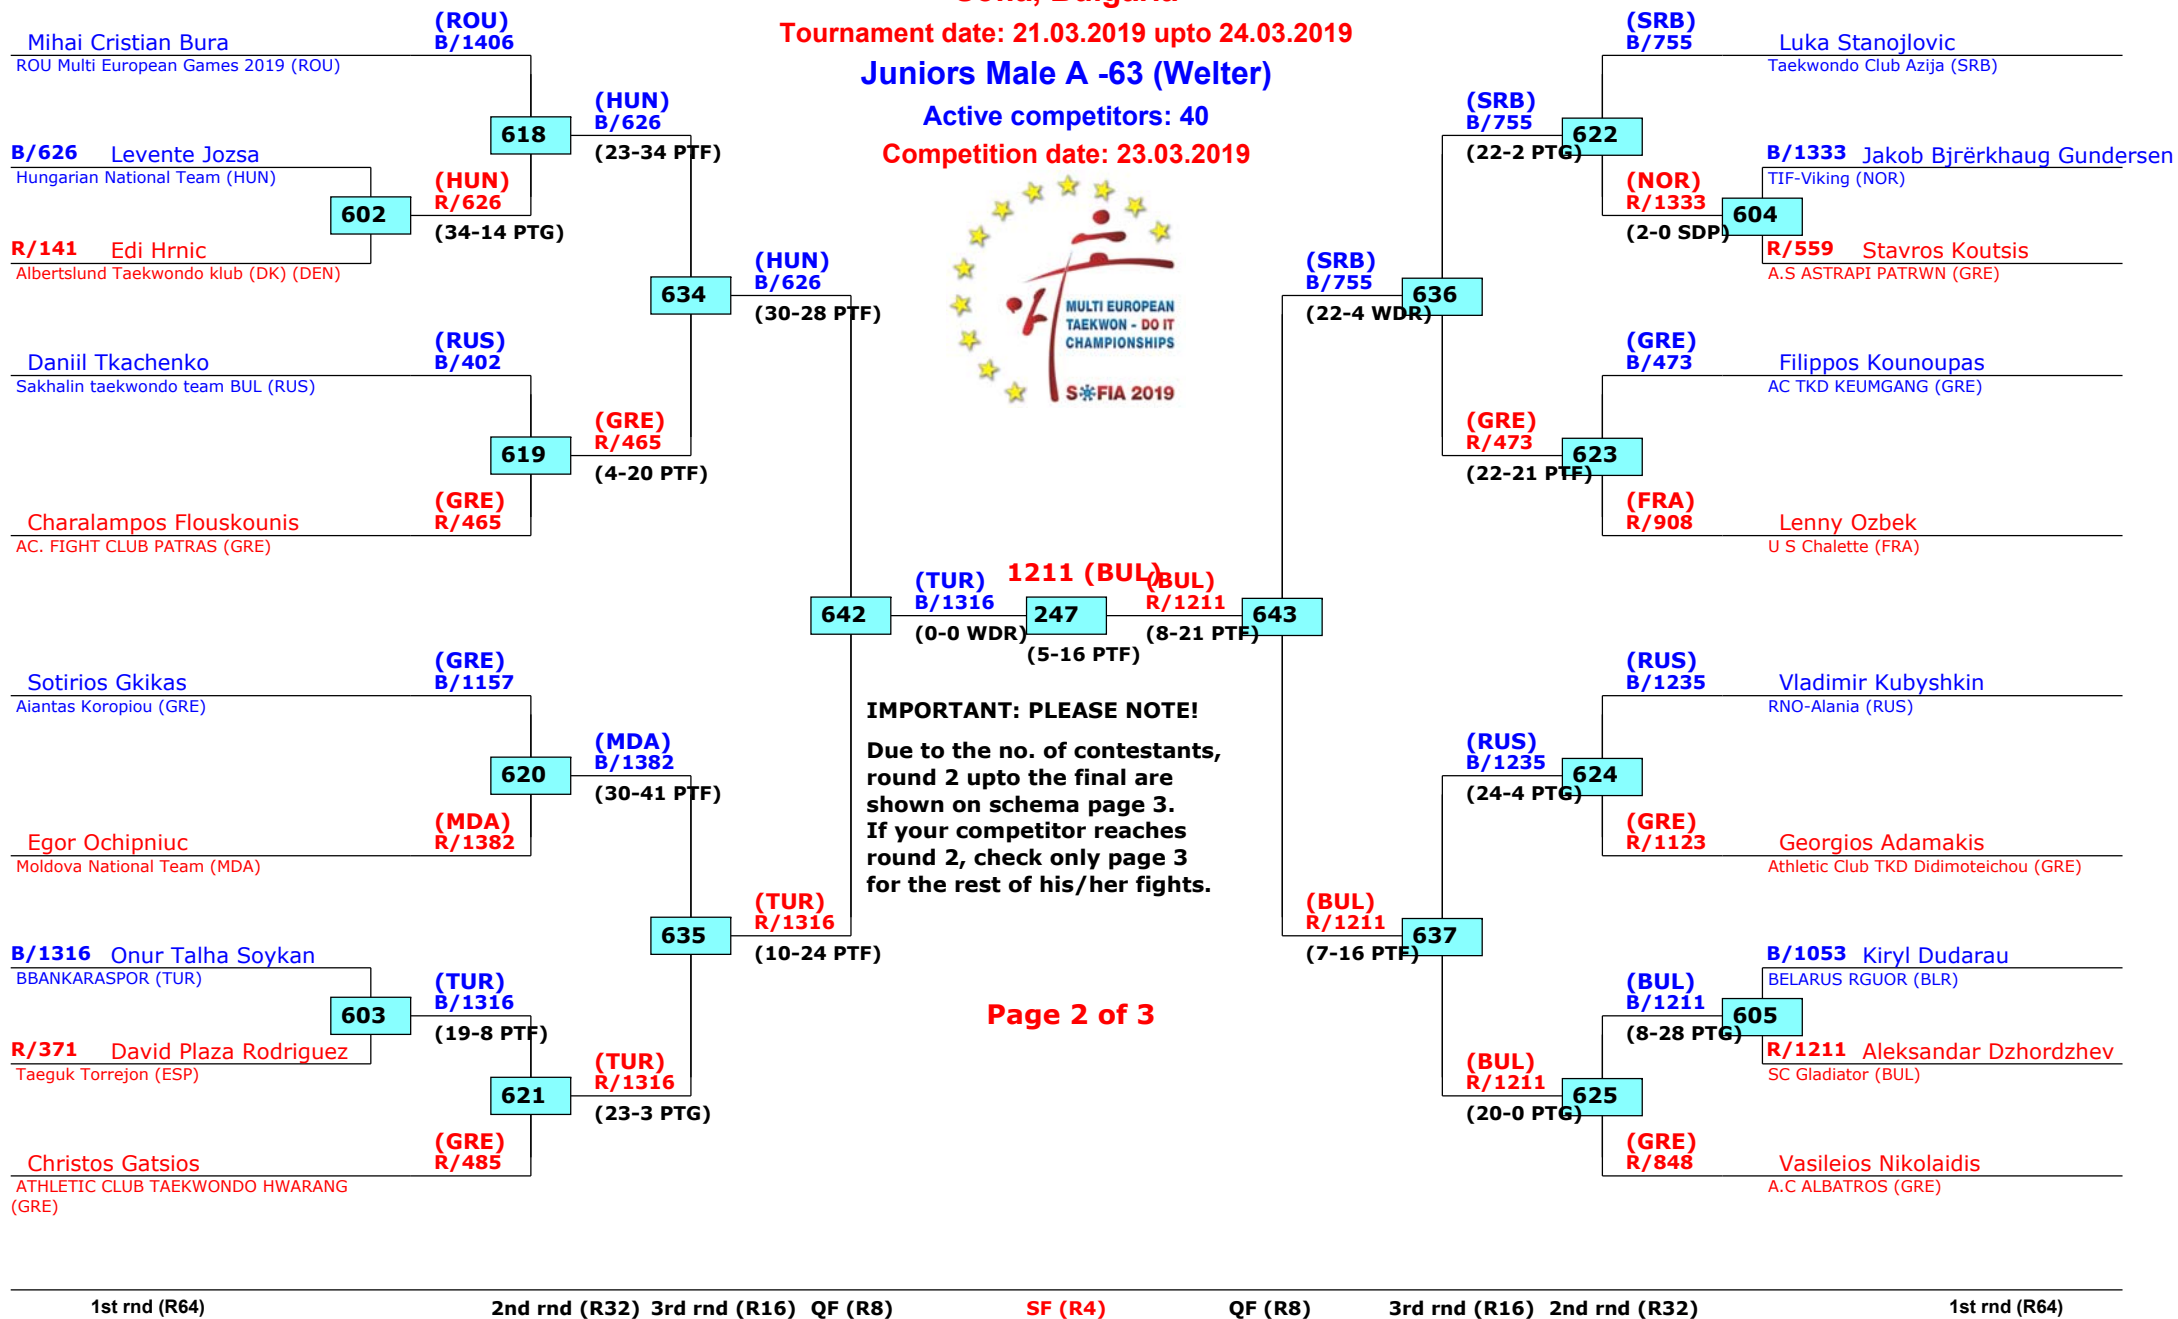 Tournament date: 21.03.2019 upto 24.03.2019
Juniors Male A -63 (Welter)
Active competitors: 40
Competition date: 23.03.2019
MULTI EUROPEAN
TAEKWON - DO IT
CHAMPIONSHIPS
SOFIA 2019
(ROU)
Mihai Cristian Bura B/1406
ROU Multi European Games 2019 (ROU)
618
(HUN)
B/626
(23-34 PTF)
B/626 Levente Jozsa
Hungarian National Team (HUN)
602
(HUN)
R/626
(34-14 PTG)
R/141 Edi Hrnic
Albertslund Taekwondo klub (DK) (DEN)
634
(HUN)
B/626
(30-28 PTF)
(RUS)
Daniil Tkachenko B/402
Sakhalin taekwondo team BUL (RUS)
619
(GRE)
R/465
(4-20 PTF)
(GRE)
Charalampos Flouskounis R/465
AC. FIGHT CLUB PATRAS (GRE)
642
(TUR)
B/1316
(0-0 WDR)
1211 (BUL)
247
(5-16 PTF)
(BUL)
R/1211
(8-21 PTF)
643
(GRE)
Sotirios Gkikas B/1157
Aiantas Koropiou (GRE)
620
(MDA)
B/1382
(30-41 PTF)
(MDA)
Egor Ochipniuc R/1382
Moldova National Team (MDA)
635
(TUR)
R/1316
(10-24 PTF)
B/1316 Onur Talha Soykan
BBANKARASPOR (TUR)
603
(TUR)
B/1316
(19-8 PTF)
R/371 David Plaza Rodriguez
Taeguk Torrejon (ESP)
621
(TUR)
R/1316
(23-3 PTG)
(GRE)
Christos Gatsios R/485
ATHLETIC CLUB TAEKWONDO HWARANG
(GRE)
IMPORTANT: PLEASE NOTE!
Due to the no. of contestants,
round 2 upto the final are
shown on schema page 3.
If your competitor reaches
round 2, check only page 3
for the rest of his/her fights.
Page 2 of 3
(SRB)
B/755 Luka Stanojlovic
Taekwondo Club Azija (SRB)
(SRB)
B/755
(22-2 PTG)
622
B/1333 Jakob Bjrërkhaug Gundersen
TIF-Viking (NOR)
(NOR)
R/1333
(2-0 SDP)
604
R/559 Stavros Koutsis
A.S ASTRAPI PATRWN (GRE)
(SRB)
B/755
(22-4 WDR)
636
(GRE)
B/473 Filippos Kounoupas
AC TKD KEUMGANG (GRE)
(GRE)
R/473
(22-21 PTF)
623
(FRA)
R/908 Lenny Ozbek
U S Chalette (FRA)
(RUS)
B/1235 Vladimir Kubyshkin
RNO-Alania (RUS)
(RUS)
B/1235
(24-4 PTG)
624
(GRE)
R/1123 Georgios Adamakis
Athletic Club TKD Didimoteichou (GRE)
(BUL)
R/1211
(7-16 PTF)
637
B/1053 Kiryl Dudarau
BELARUS RGUOR (BLR)
(BUL)
B/1211
(8-28 PTG)
605
R/1211 Aleksandar Dzhordzhev
SC Gladiator (BUL)
(BUL)
R/1211
(20-0 PTG)
625
(GRE)
R/848 Vasileios Nikolaidis
A.C ALBATROS (GRE)
1st rnd (R64) 2nd rnd (R32) 3rd rnd (R16) QF (R8) SF (R4) QF (R8) 3rd rnd (R16) 2nd rnd (R32) 1st rnd (R64)